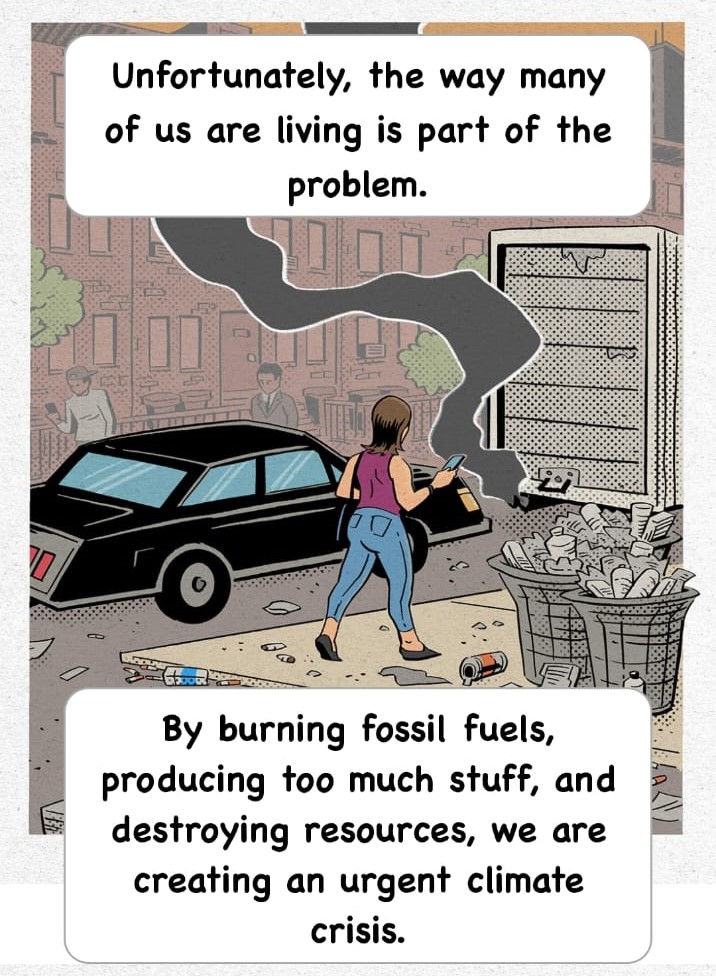 Unfortunately, the way many
of us are living is part of the
problem.
By burning fossil fuels,
producing too much stuff, and
destroying resources, we are
creating an urgent climate
crisis.